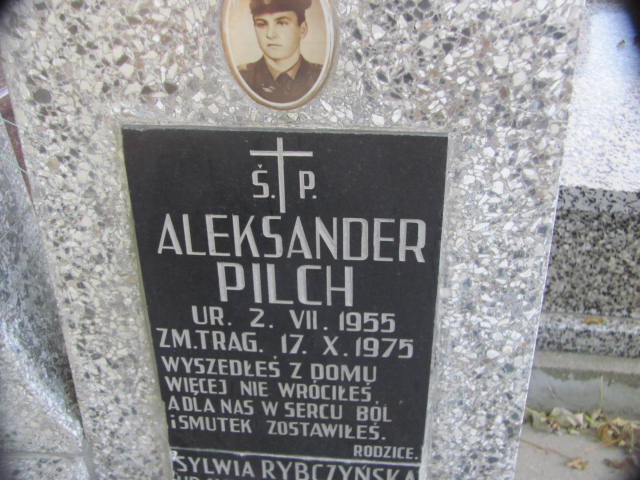 Ś. P.
ALEKSANDER
PILCH
UR. 2. VII. 1955
ZM. TRAG. 17. X. 1975
WYSZEDŁEŚ Z DOMU
WIĘCEJ NIE WRÓCIŁEŚ
A DLA NAS W SERCU BÓL
i SMUTEK ZOSTAWIŁEŚ.
RODZICE.
SYLWIA RYBCZYŃSKA